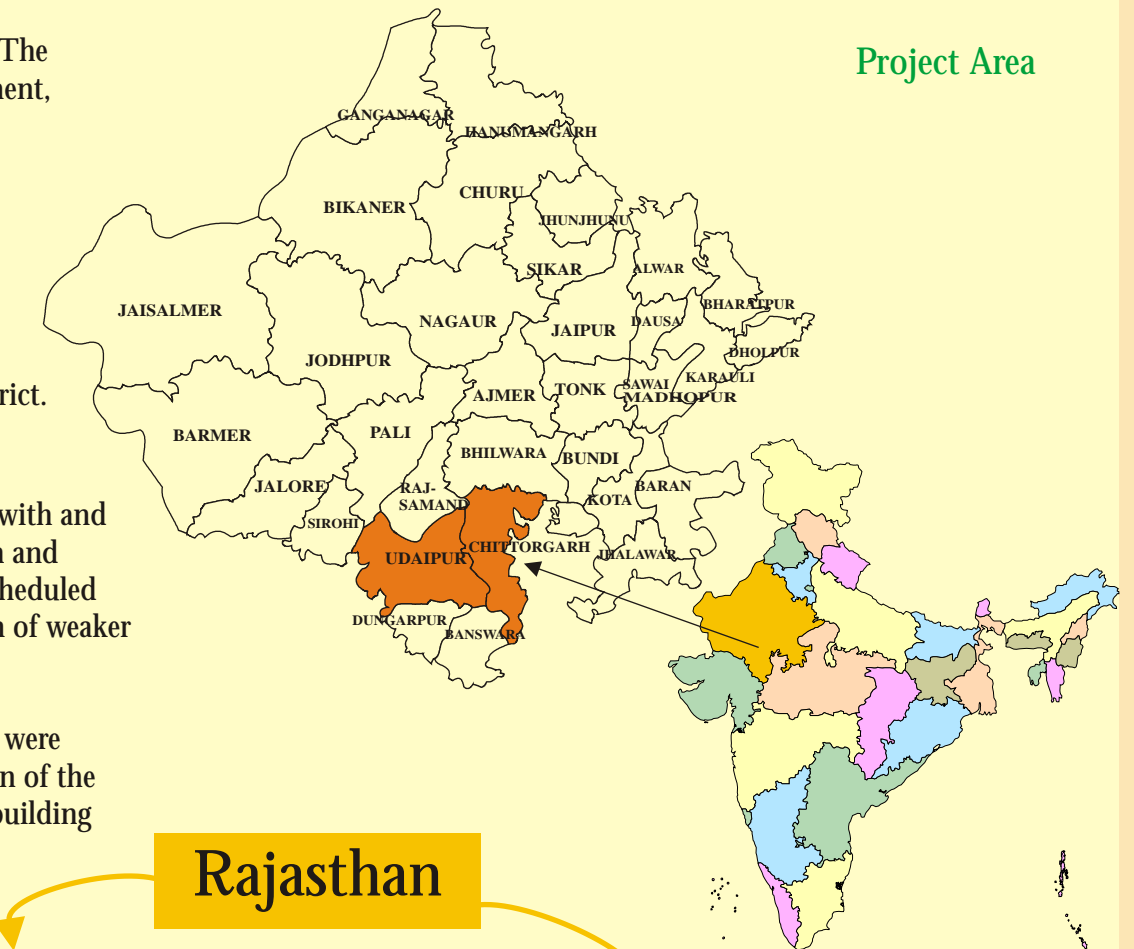 The
Project Area
nent,
GANGANAGAR
HANUMANGARH
CHURU
BIKANER
JHUNJHUNU
SIKAR
ALWAR
JAISALMER
BHARATPUR
NAGAUR
JAIPUR
DAUSA
JODHPUR
DHOLPUR
KARAULI
SAWAI
MADHOPUR
AJMER
TONK
rict.
BARMER
PALI
BHILWARA
BUNDI
JALORE
RAJ-
SAMAND
KOTA
BARAN
with and
SIROHI
n and
UDAIPUR
CHITTORGARH
JHALAWAR
cheduled
DUNGARPUR
n of weaker
BANSWARA
were
n of the
building
Rajasthan